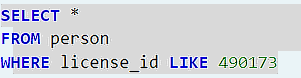 SELECT *
FROM person
WHERE license_id LIKE 490173